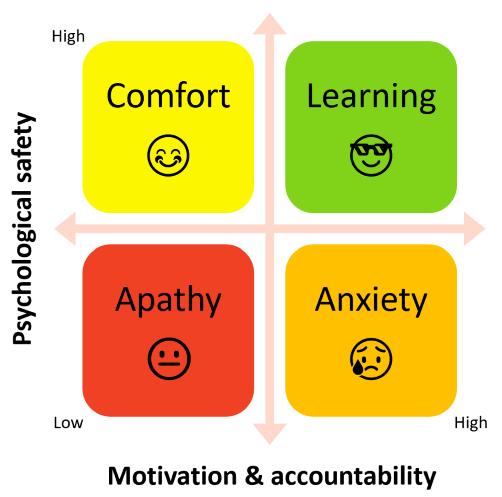 High
Comfort
Learning
Psychological safety
Apathy
Anxiety
Low
High
Motivation & accountability